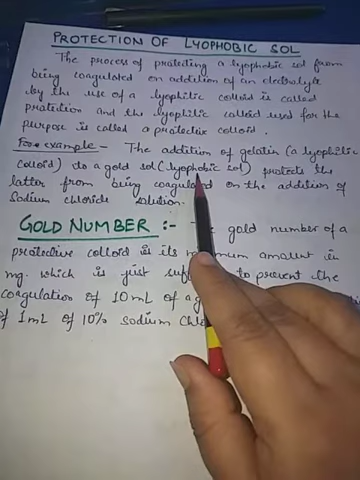 PROTECTION OF LYOPHOBIC SOL
The process of protecting a lyophobic sol from
being coagulated on addition of an electrolyte
by the use of a lyophilic colloid is called
protection and the lyophilic colloid used for the
purpose is called a protective colloid.
For example - The addition of gelatin (a lyophilic
colloid) to a gold sol (lyophobic sol) protects the
latter from being coagulated on the addition of
Sodium chloride solution.
GOLD NUMBER :- gold number of a
protective colloid is its amount in
mg. which is just to prevent the
coagulation of 10 mL of a
of 1 mL of 10% sodium